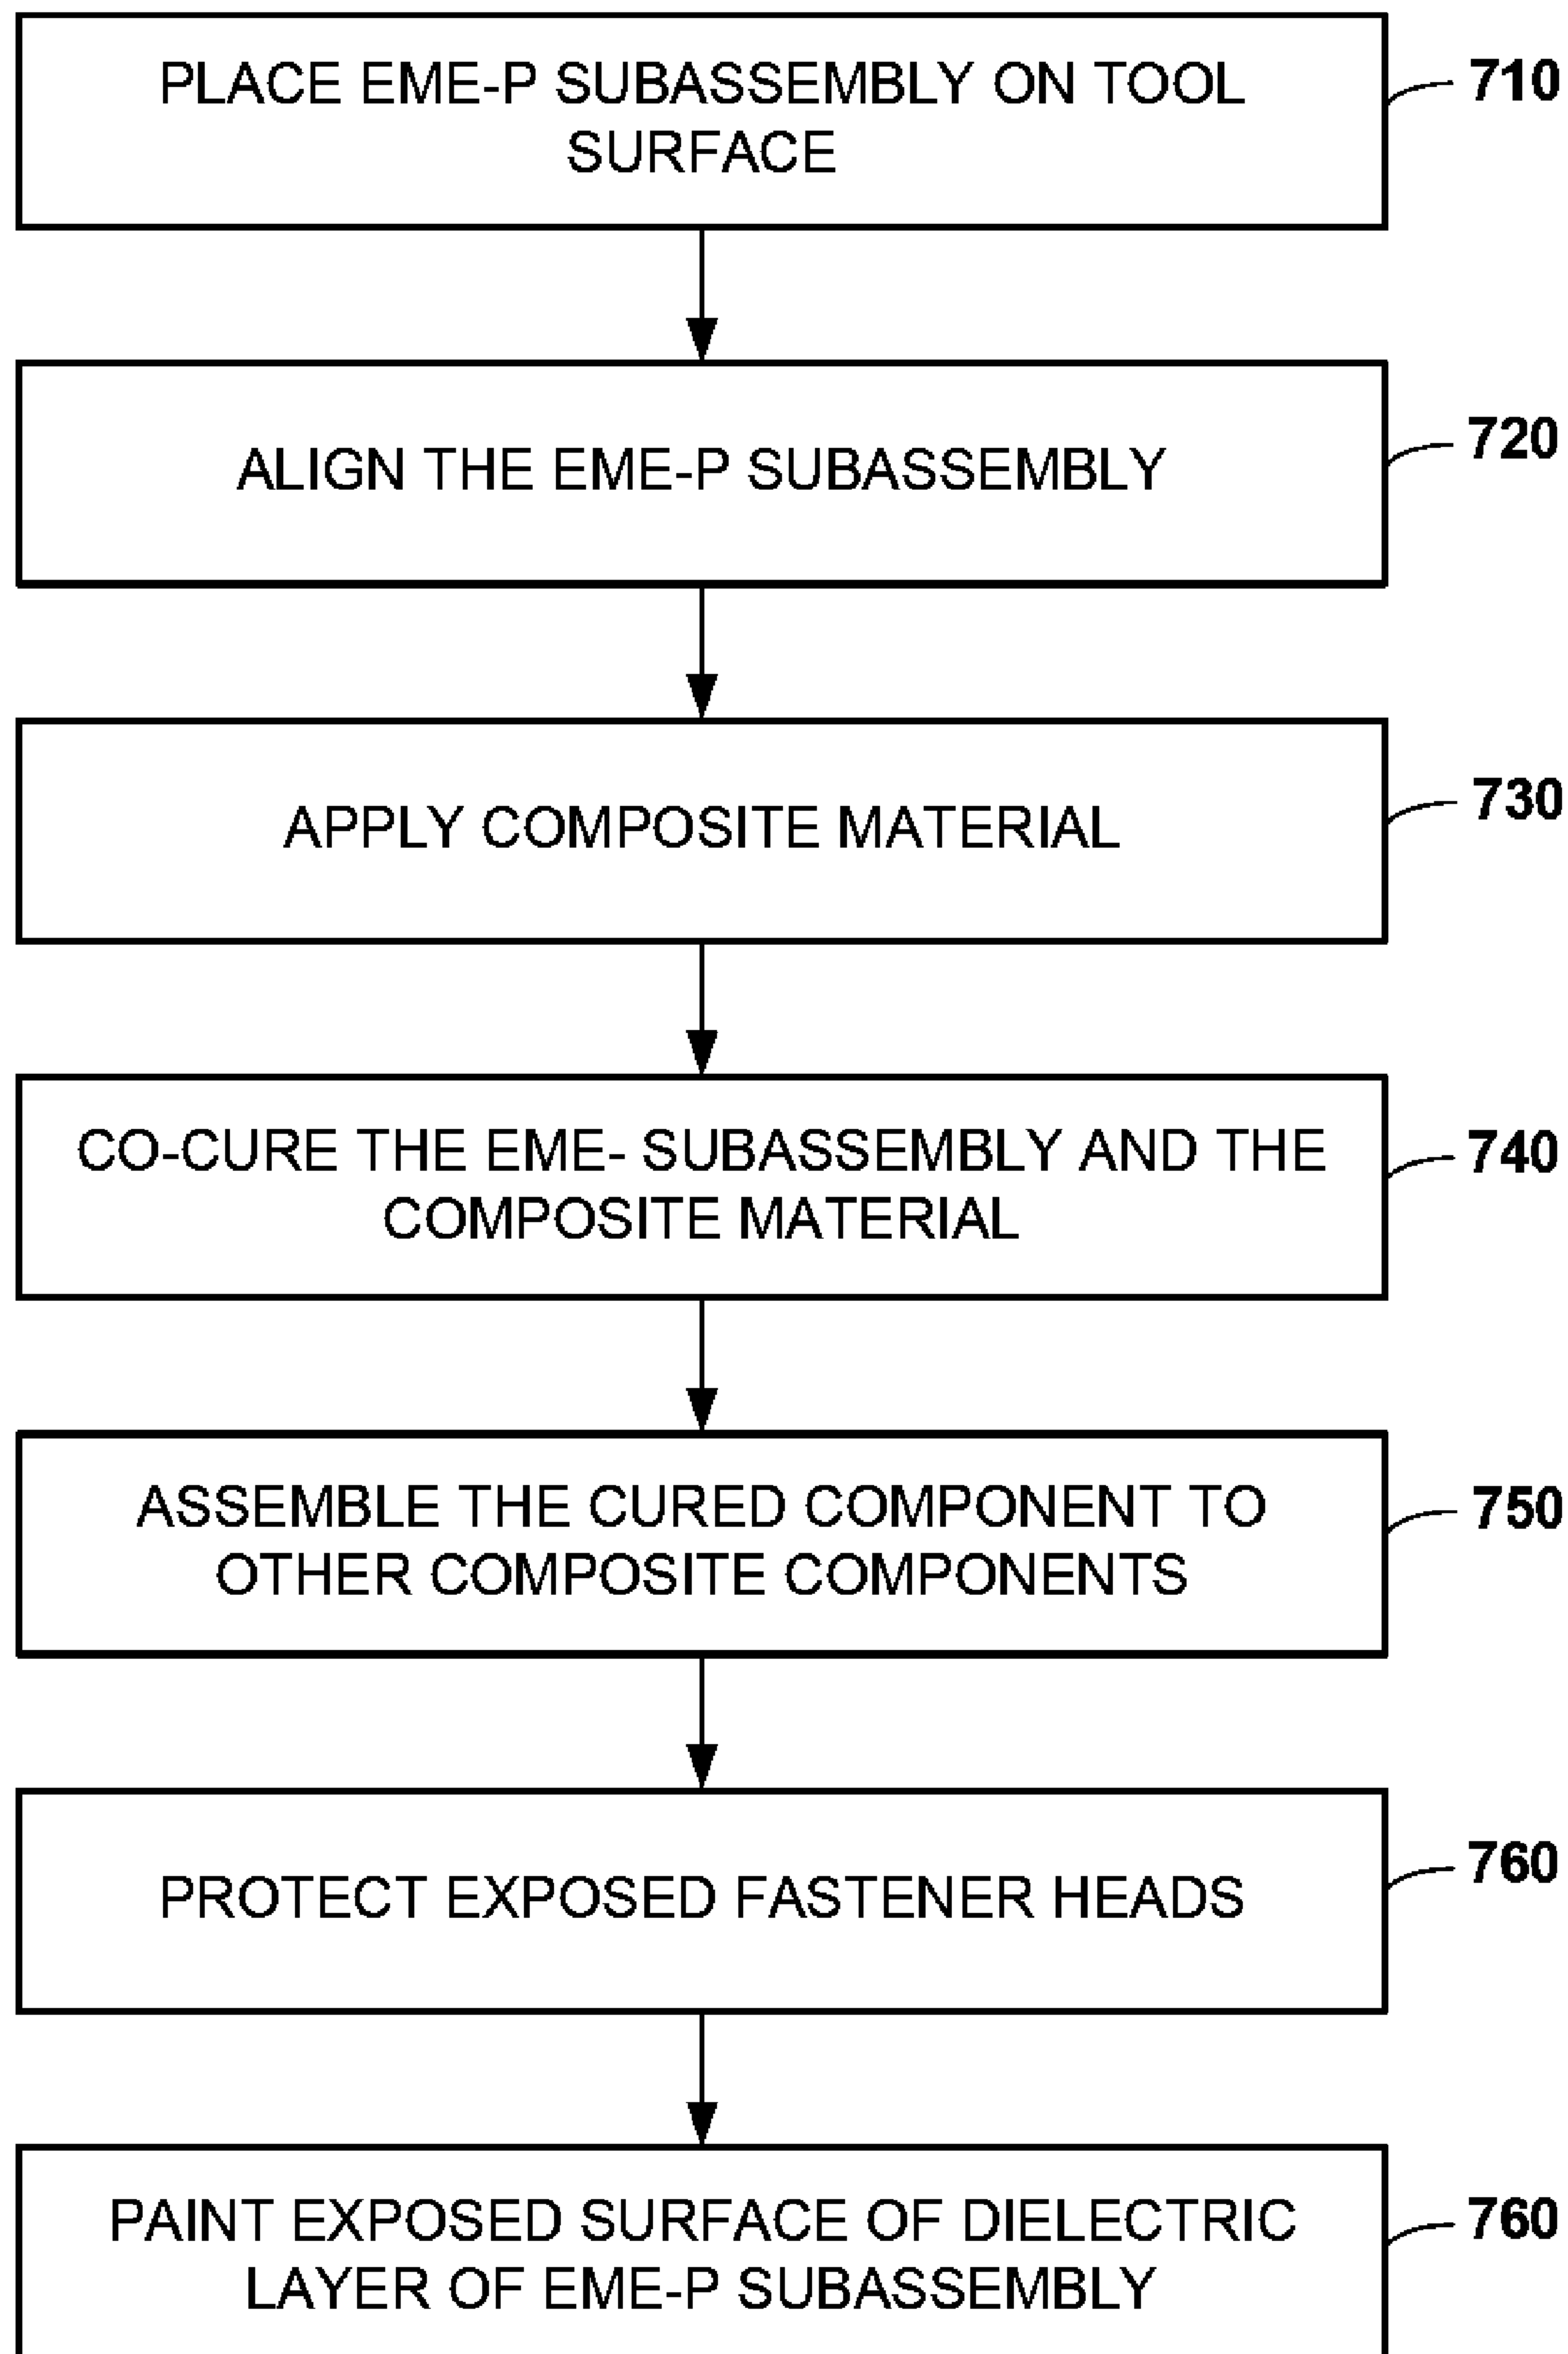 PLACE EME-P SUBASSEMBLY ON TOOL
SURFACE
710
ALIGN THE EME-P SUBASSEMBLY
720
APPLY COMPOSITE MATERIAL
730
CO-CURE THE EME- SUBASSEMBLY AND THE
COMPOSITE MATERIAL
740
ASSEMBLE THE CURED COMPONENT TO
OTHER COMPOSITE COMPONENTS
750
PROTECT EXPOSED FASTENER HEADS
760
PAINT EXPOSED SURFACE OF DIELECTRIC
LAYER OF EME-P SUBASSEMBLY
760